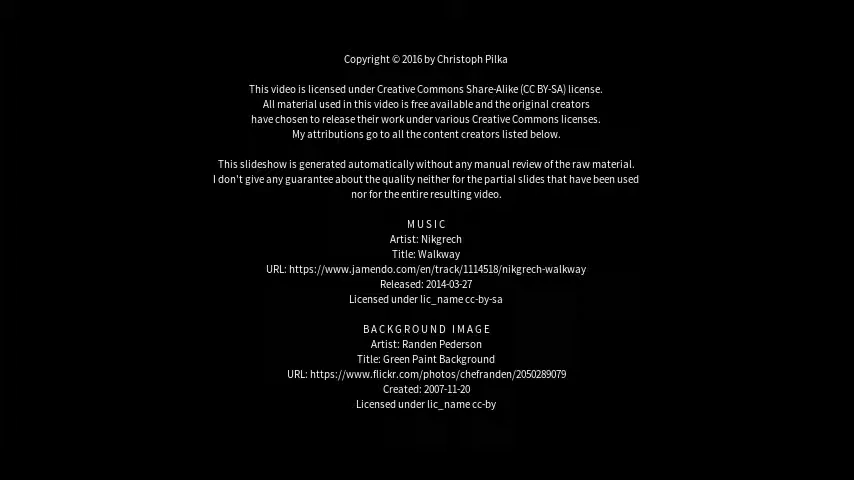 Copyright © 2016 by Christoph Pilka
This video is licensed under Creative Commons Share-Alike (CC BY-SA) license.
All material used in this video is free available and the original creators
have chosen to release their work under various Creative Commons licenses.
My attributions go to all the content creators listed below.
This slideshow is generated automatically without any manual review of the raw material.
I don't give any guarantee about the quality neither for the partial slides that have been used
nor for the entire resulting video.
MUSIC
Artist: Nikgrech
Title: Walkway
URL: https://www.jamendo.com/en/track/1114518/nikgrech-walkway
Released: 2014-03-27
Licensed under lic_name cc-by-sa
BACKGROUND IMAGE
Artist: Randen Pederson
Title: Green Paint Background
URL: https://www.flickr.com/photos/chefranden/2050289079
Created: 2007-11-20
Licensed under lic_name cc-by